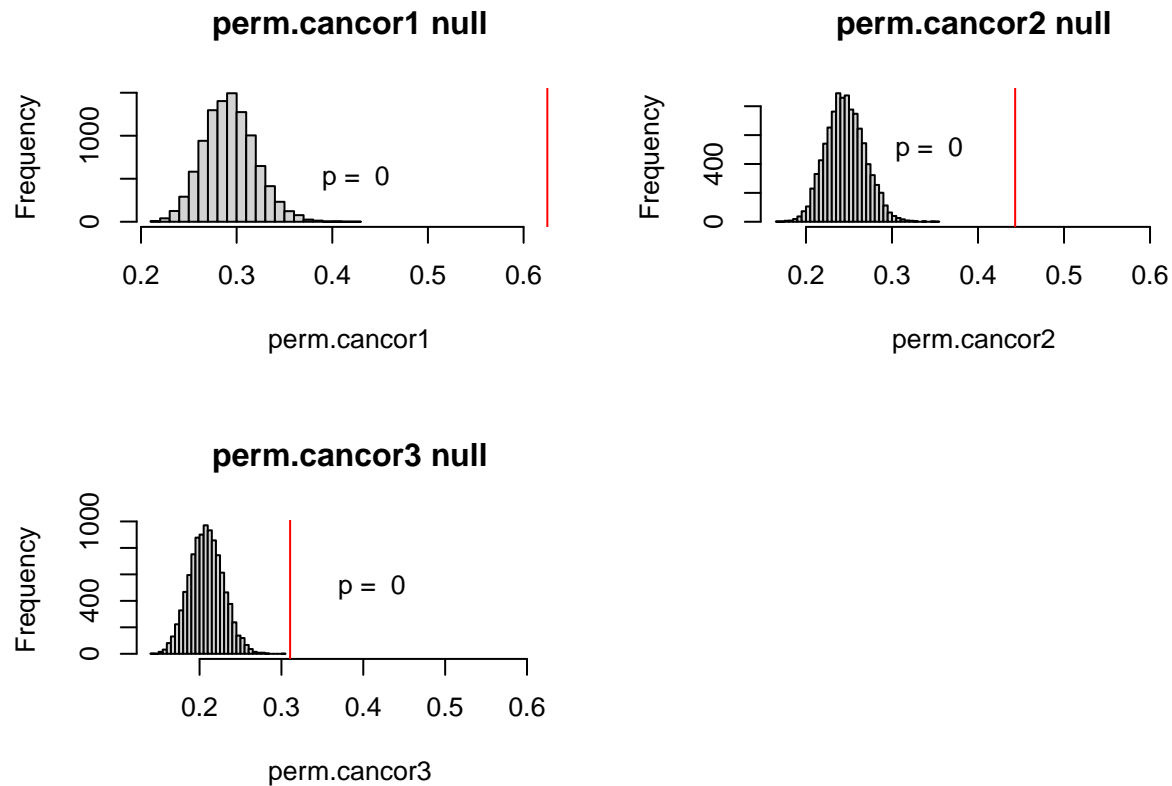 perm.cancor1 null
Frequency
0 1000
p = 0
0.2 0.3 0.4 0.5 0.6
perm.cancor1
perm.cancor2 null
Frequency
0 400
p = 0
0.2 0.3 0.4 0.5 0.6
perm.cancor2
perm.cancor3 null
Frequency
0 400 1000
p = 0
0.2 0.3 0.4 0.5 0.6
perm.cancor3